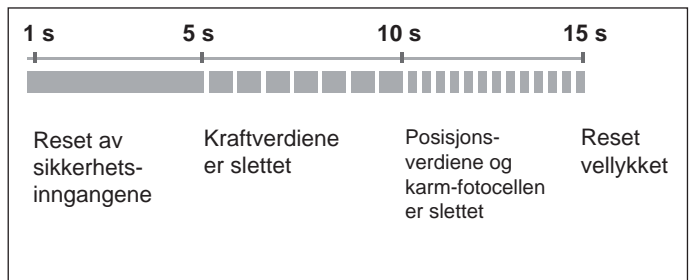 1 s 5 s 10 s 15 s
Reset av
sikkerhets-
inngangene
Kraftverdiene
er slettet
Posisjons-
verdiene og
karm-fotocellen
er slettet
Reset
vellykket